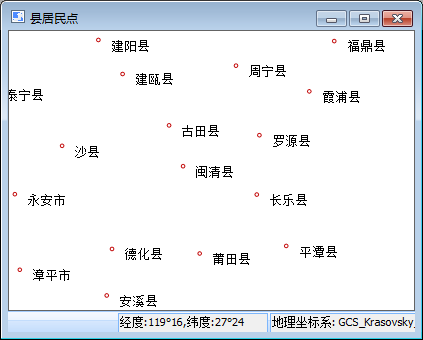 县居民点
建阳县
福鼎县
周宁县
建瓯县
泰宁县
霞浦县
古田县
罗源县
沙县
闽清县
永安市
长乐县
德化县
莆田县
平潭县
漳平市
安溪县
经度:119°16,纬度:27°24
地理坐标系: GCS_Krasovsky_